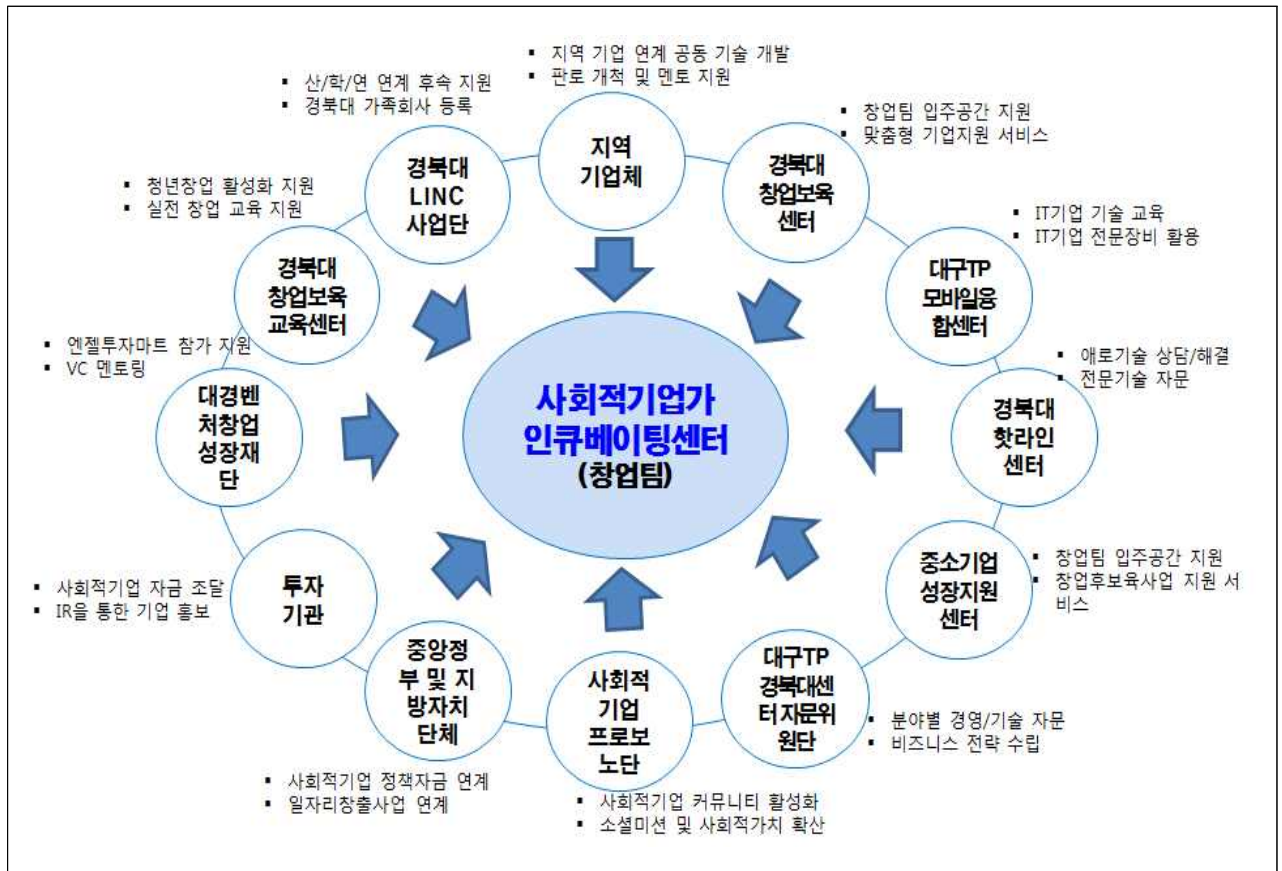 ▪ 지역 기업 연계 공동 기술 개발
▪ 판로 개척 및 멘토 지원
지역
기업체
▪ 창업팀 입주공간 지원
▪ 맞춤형 기업지원 서비스
경북대
창업보육
센터
▪ IT기업 기술 교육
▪ IT기업 전문장비 활용
대구TP
모바일융
합센터
▪ 애로기술 상담/해결
▪ 전문기술 자문
경북대
핫라인
센터
▪ 창업팀 입주공간 지원
▪ 창업후보육사업 지원 서
비스
중소기업
성장지원
센터
▪ 분야별 경영/기술 자문
▪ 비즈니스 전략 수립
대구TP
경북대센
터 자문위
원단
▪ 사회적기업 커뮤니티 활성화
▪ 소셜미션 및 사회적가치 확산
사회적
기업
프로보
노단
▪ 사회적기업 정책자금 연계
▪ 일자리창출사업 연계
중앙정
부 및 지
방자치
단체
▪ 사회적기업 자금 조달
▪ IR을 통한 기업 홍보
투자
기관
▪ 엔젤투자마트 참가 지원
▪ VC 멘토링
대경벤
처창업
성장재
단
▪ 청년창업 활성화 지원
▪ 실전 창업 교육 지원
경북대
창업보육
교육센터
▪ 산/학/연 연계 후속 지원
▪ 경북대 가족회사 등록
경북대
LINC
사업단
사회적기업가
인큐베이팅센터
(창업팀)